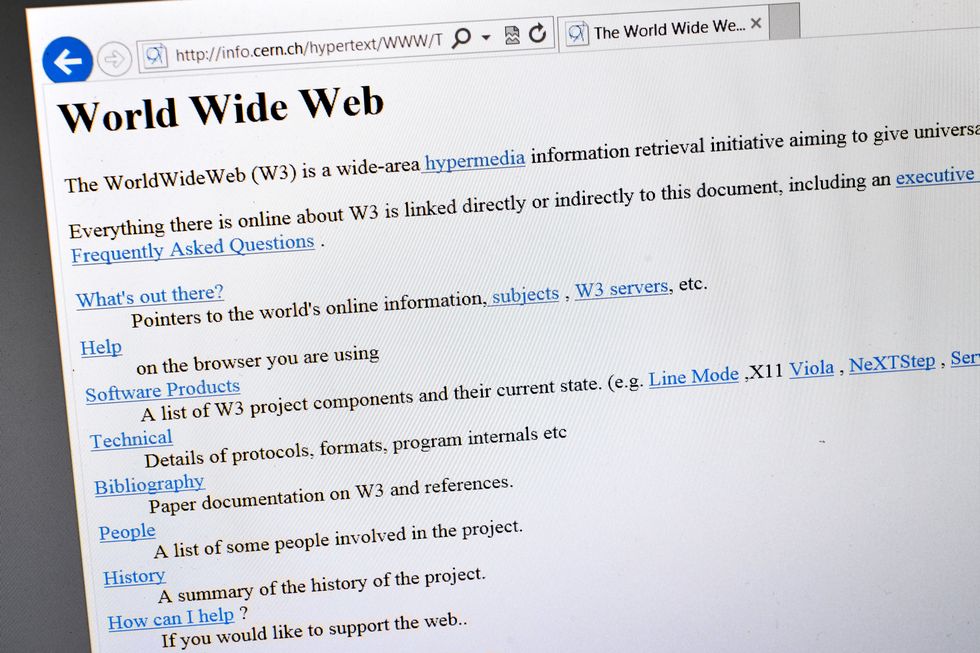 http://info.cern.ch/hypertext/WWW/T
The World Wide We...
World Wide Web
The WorldWideWeb (W3) is a wide-area hypermedia information retrieval initiative aiming to give
Everything there is online about W3 is linked directly or indirectly to this document, including an executive
Frequently Asked Questions .
What's out there?
Pointers to the world's online information, subjects , W3 servers, etc.
Help
on the browser you are using
Software Products
A list of W3 project components and their current state. (e.g. Line Mode ,X11 Viola , NeXTStep ,
Technical
Details of protocols, formats, program internals etc
Bibliography
Paper documentation on W3 and references.
People
A list of some people involved in the project.
History
A summary of the history of the project.
How can I help ?
If you would like to support the web..